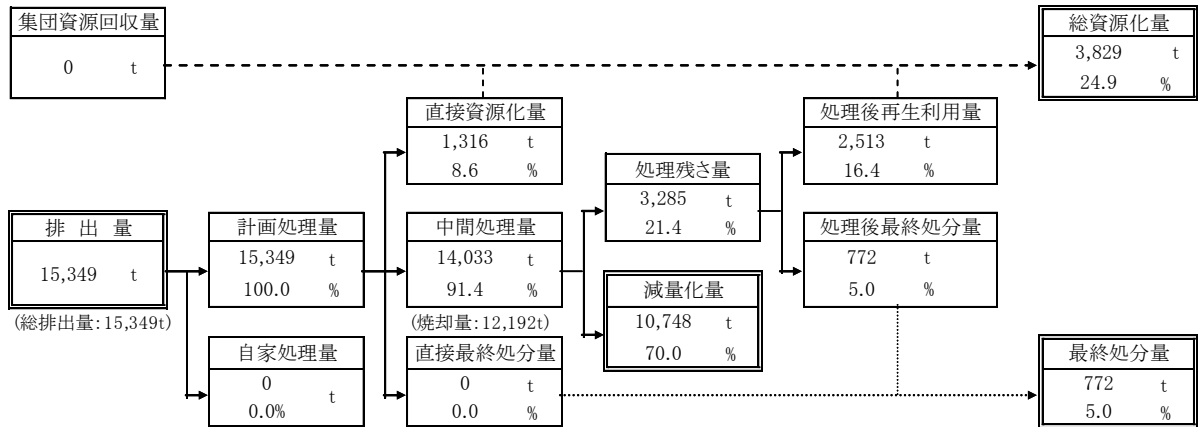 集団資源回収量
0 t
総資源化量
3,829 t
24.9 %
直接資源化量
1,316 t
8.6 %
処理後再生利用量
2,513 t
16.4 %
処理残さ量
3,285 t
21.4 %
排 出 量
15,349 t
(総排出量:15,349t)
計画処理量
15,349 t
100.0 %
中間処理量
14,033 t
91.4 %
(焼却量:12,192t)
処理後最終処分量
772 t
5.0 %
減量化量
10,748 t
70.0 %
自家処理量
0 t
0.0%
直接最終処分量
0 t
0.0 %
最終処分量
772 t
5.0 %